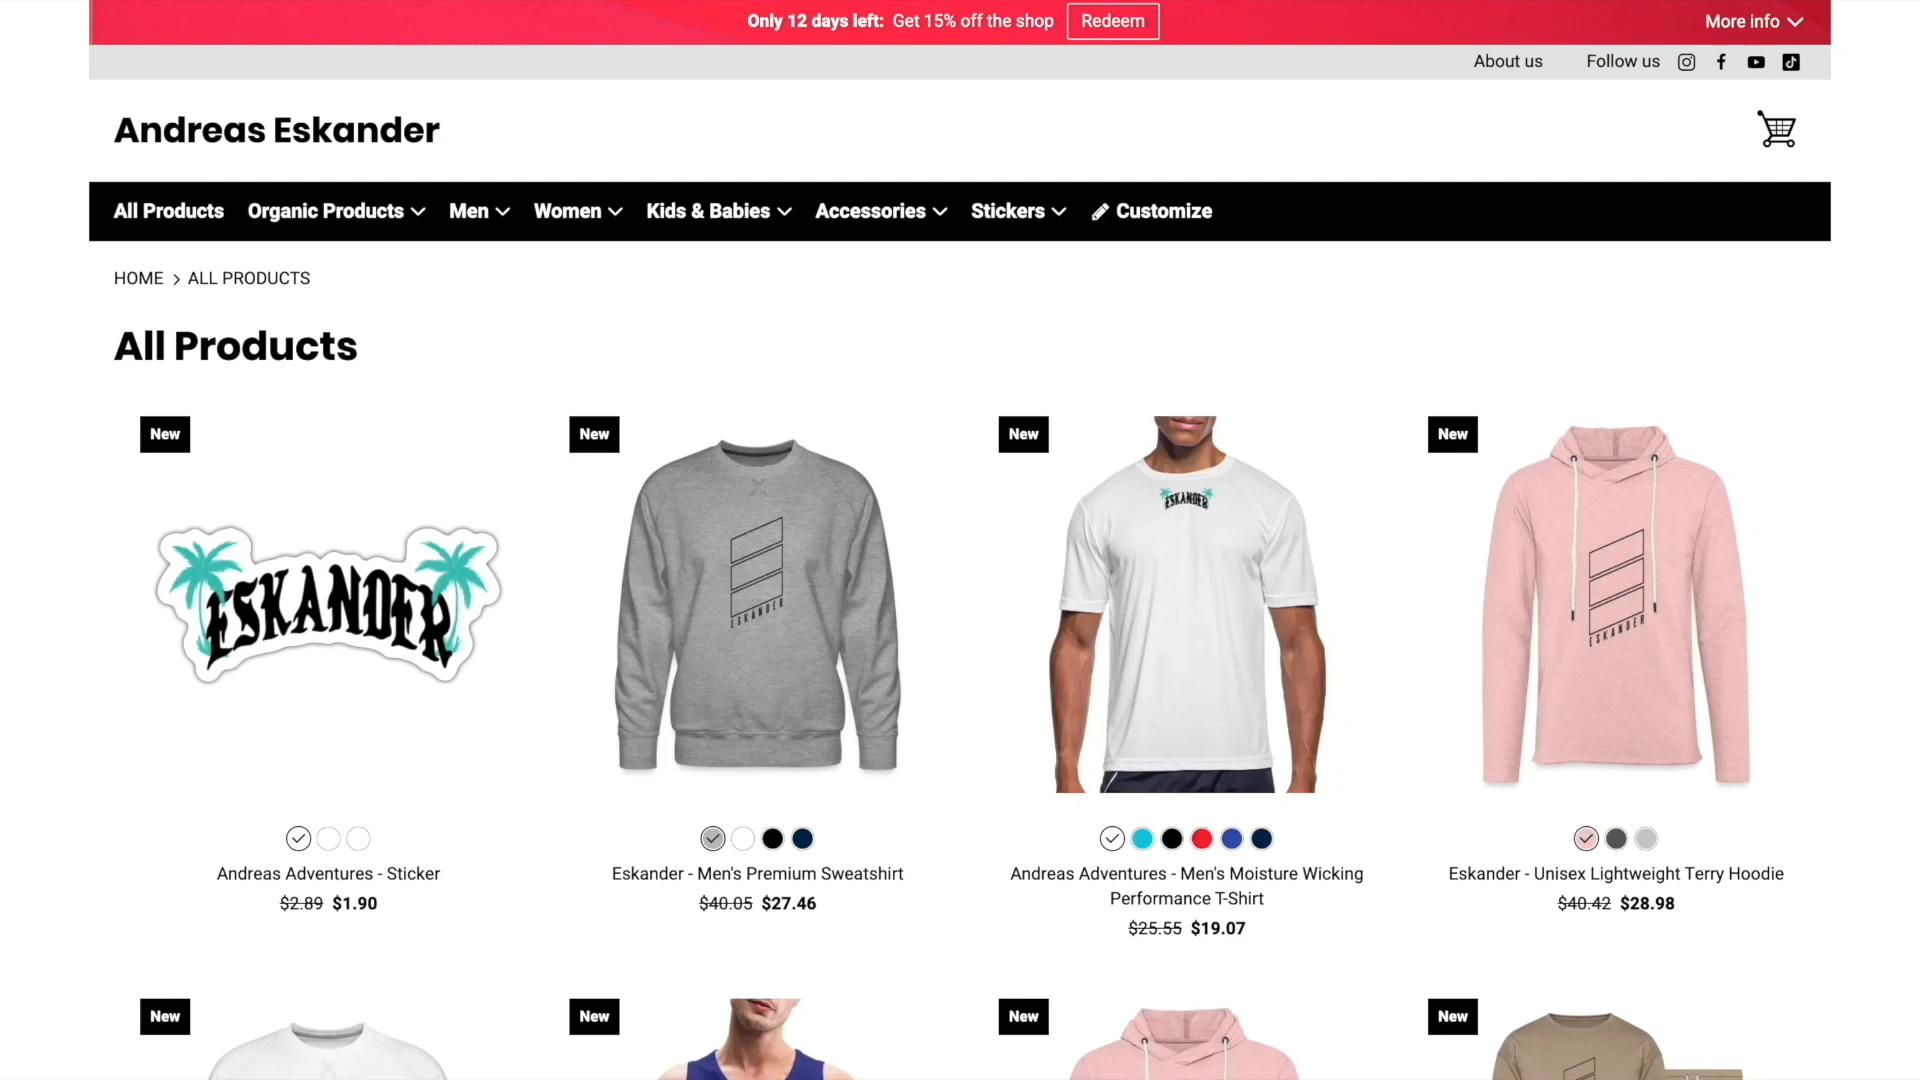 Only 12 days left: Get 15% off the shop Redeem More info
About us Follow us
Andreas Eskander
All Products Organic Products Men Women Kids & Babies Accessories Stickers Customize
HOME > ALL PRODUCTS
All Products
New New New New
ESKANDER
ESKANDER
ESKANDER
ESKANDER
Andreas Adventures - Sticker
$2.89 $1.90
Eskander - Men's Premium Sweatshirt
$40.05 $27.46
Andreas Adventures - Men's Moisture Wicking
Performance T-Shirt
$25.55 $19.07
Eskander - Unisex Lightweight Terry Hoodie
$40.42 $28.98
New New New New